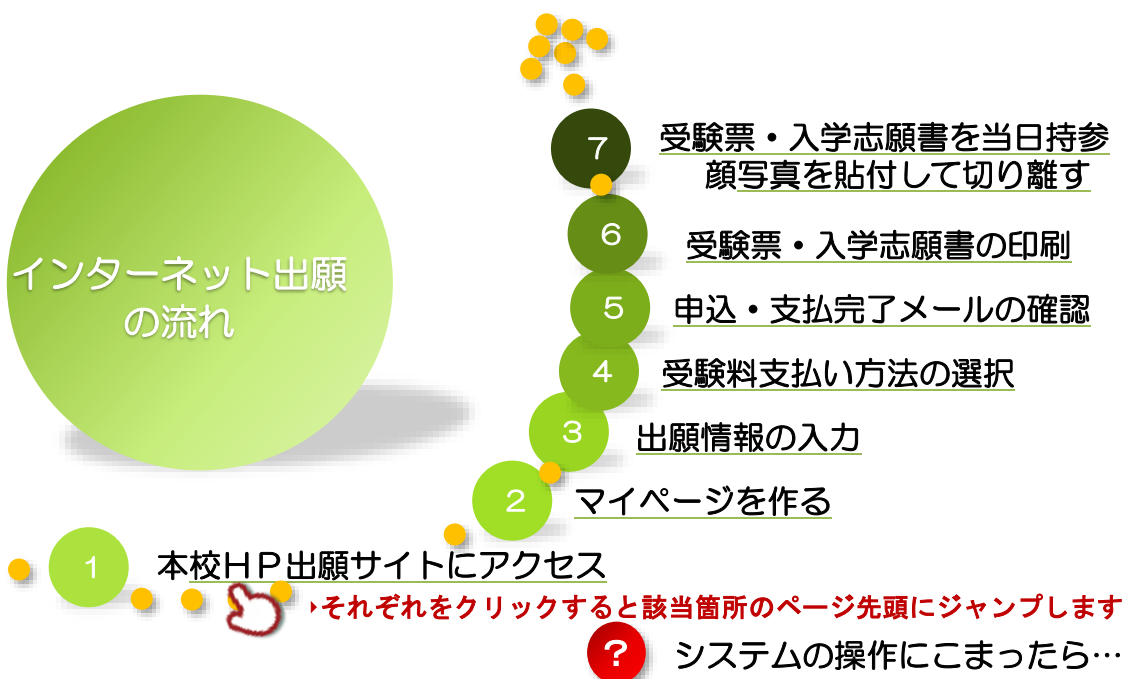 インターネット出願
の流れ
7
受験票・入学志願書を当日持参
顔写真を貼付して切り離す
6
受験票・入学志願書の印刷
5
申込・支払完了メールの確認
4
受験料支払い方法の選択
3
出願情報の入力
2
マイページを作る
1
本校ＨＰ出願サイトにアクセス
それぞれをクリックすると該当箇所のページ先頭にジャンプします
?
システムの操作にこまったら…